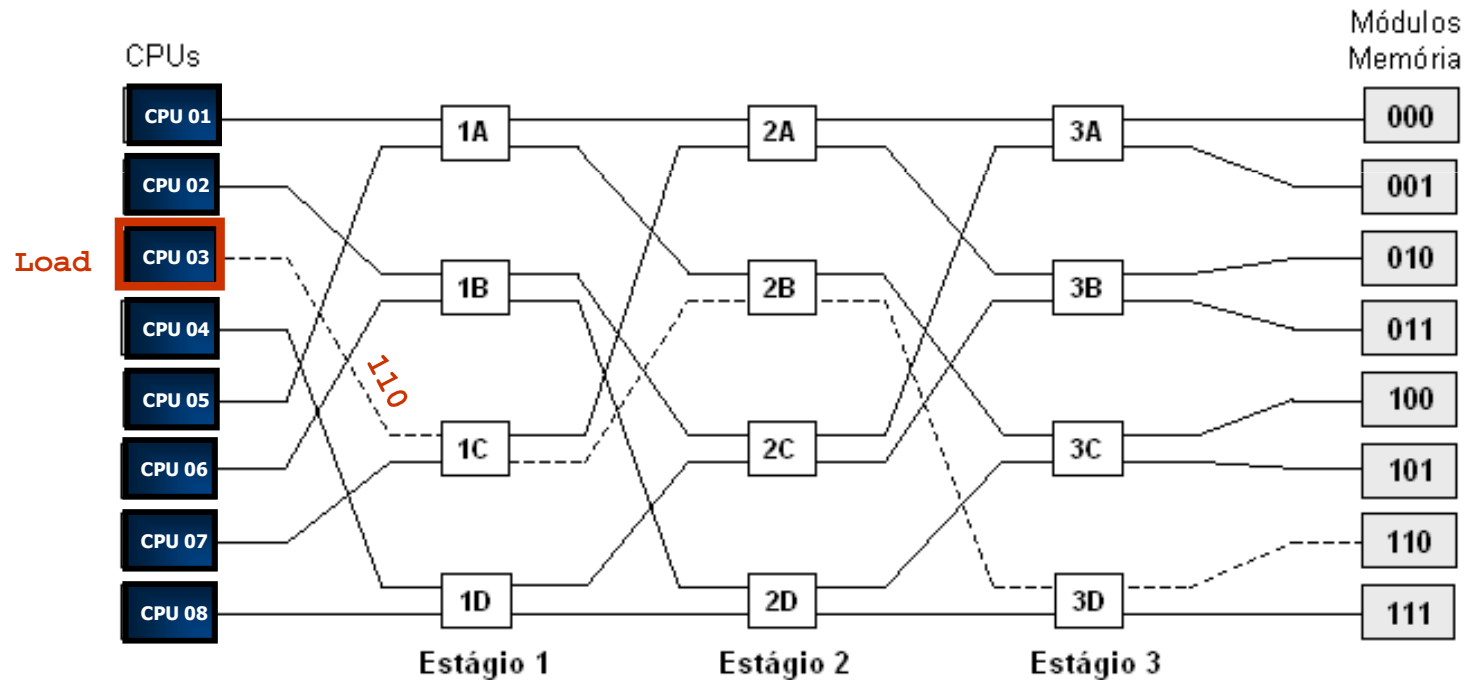 CPUs
Módulos
Memória
CPU 01
1A
2A
3A
000
CPU 02
001
Load
CPU 03
010
1B
2B
3B
CPU 04
011
110
CPU 05
100
CPU 06
1C
2C
3C
101
CPU 07
110
CPU 08
1D
2D
3D
111
Estágio 1
Estágio 2
Estágio 3